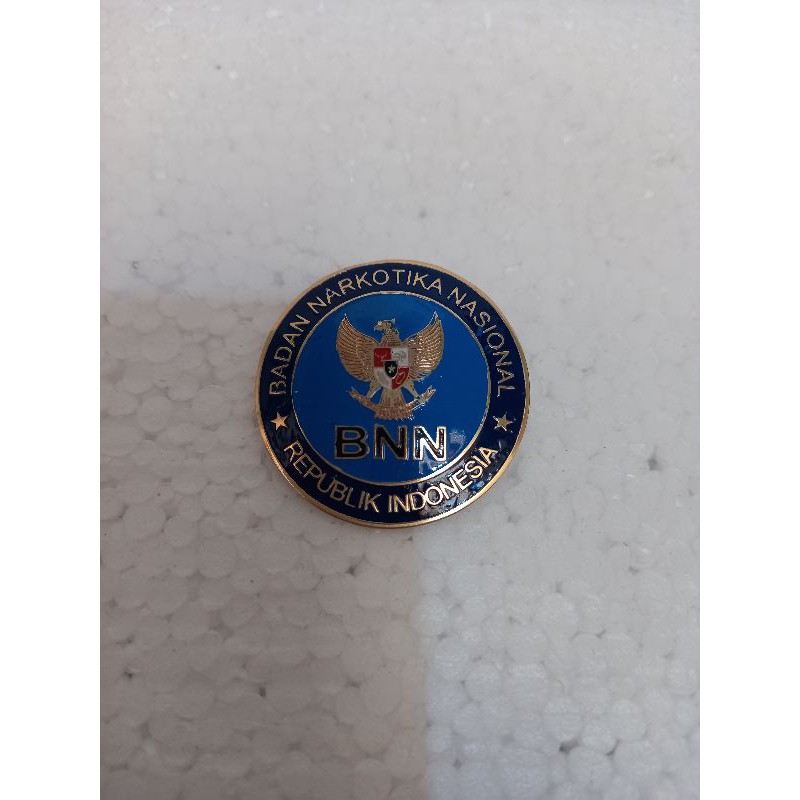 BADAN NARKOTIKA NASIONAL
BNN
REPUBLIK INDONESIA